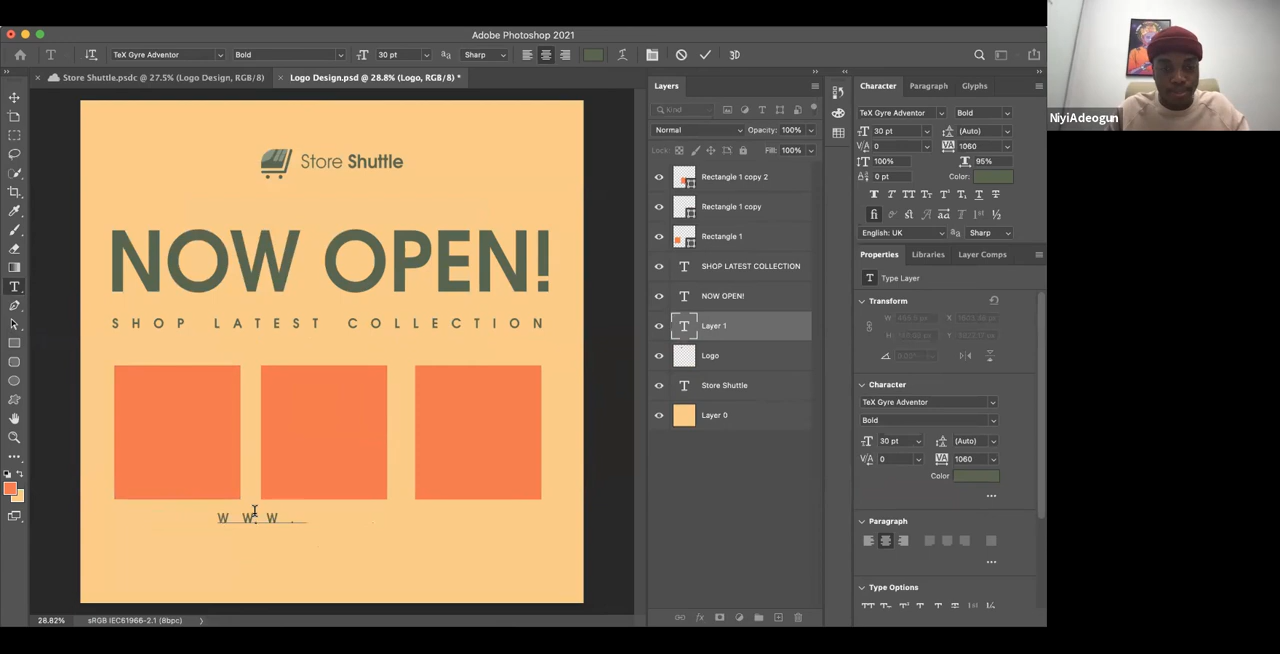 Adobe Photoshop 2021
TeX Gyre Adventor Bold 30 pt Sharp 3D
Store Shuttle.psdc @ 27.5% (Logo Design, RGB/8) Logo Design.psd @ 28.8% (Logo, RGB/8) *
Store Shuttle
NOW OPEN!
SHOP LATEST COLLECTION
W W. W .
28.82% sRGB IEC61966-2.1 (8bpc)
Layers
Kind
Normal Opacity: 100%
Lock: Fill: 100%
Rectangle 1 copy 2
Rectangle 1 copy
Rectangle 1
SHOP LATEST COLLECTION
NOW OPEN!
Layer 1
Logo
Store Shuttle
Layer 0
Character Paragraph Glyphs
TeX Gyre Adventor Bold
30 pt (Auto)
0 1060
100% 95%
0 pt Color:
English: UK Sharp
Properties Libraries Layer Comps
Type Layer
Transform
Character
TeX Gyre Adventor
Bold
30 pt (Auto)
0 1060
Color
Paragraph
Type Options
NiyiAdeogun